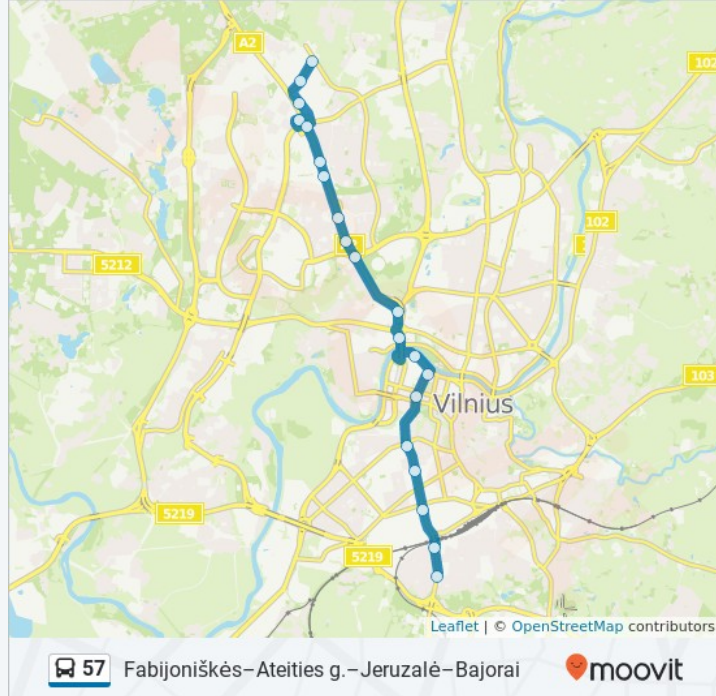 A2
102
102
5212
103
Vilnius
5219
5219
Leaflet | © OpenStreetMap contributors
57 Fabijoniškės–Ateities g.–Jeruzalė–Bajorai
moovit